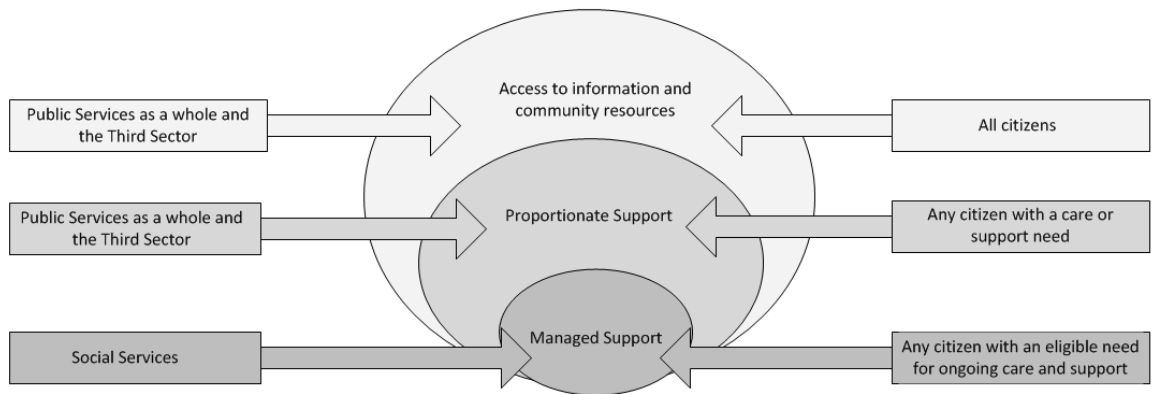 Access to information and
community resources
Public Services as a whole and
the Third Sector
All citizens
Public Services as a whole and
the Third Sector
Proportionate Support
Any citizen with a care or
support need
Social Services
Managed Support
Any citizen with an eligible need
for ongoing care and support